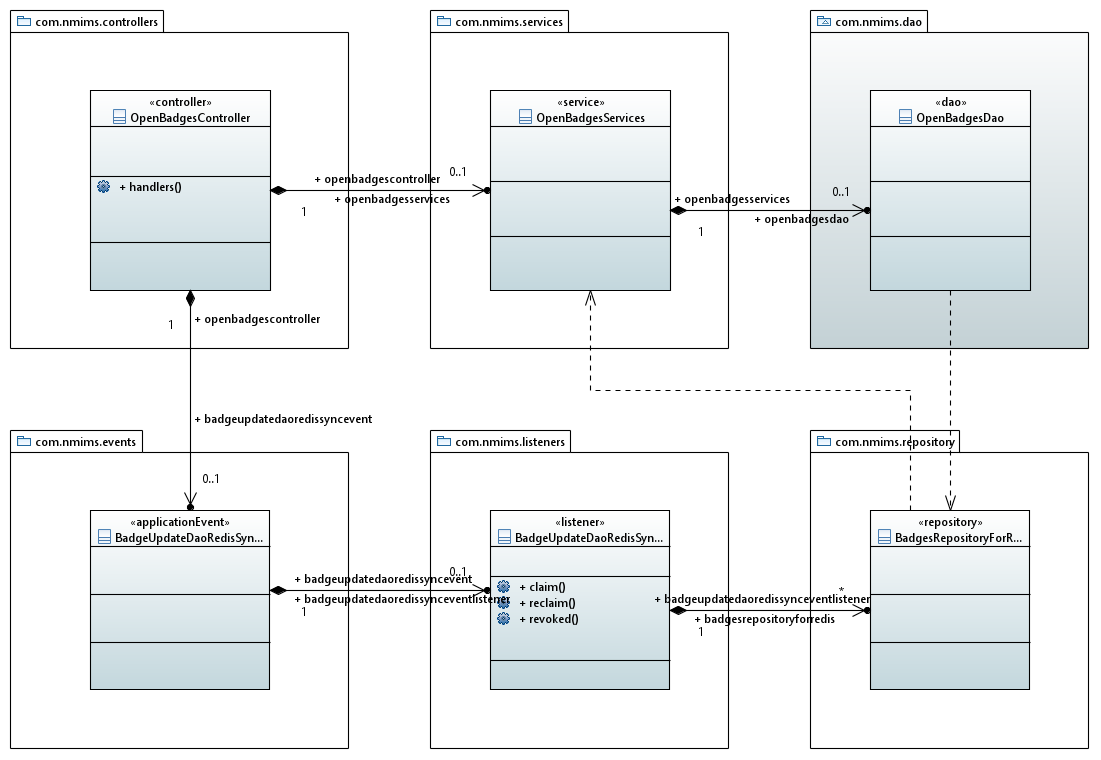 com.nmims.controllers
com.nmims.services
com.nmims.dao
«controller»
OpenBadgesController
+ handlers()
«service»
OpenBadgesServices
«dao»
OpenBadgesDao
+ openbadgescontroller
0..1
1
+ openbadgesservices
+ openbadgesservices
0..1
1
+ openbadgesdao
1
+ openbadgescontroller
+ badgeupdatedaoredissyncevent
0..1
com.nmims.events
com.nmims.listeners
com.nmims.repository
«applicationEvent»
BadgeUpdateDaoRedisSyn...
«listener»
BadgeUpdateDaoRedisSyn...
+ claim()
+ reclaim()
+ revoked()
«repository»
BadgesRepositoryForR...
+ badgeupdatedaoredissyncevent
0..1
+ badgeupdatedaoredissynceventlistener
1
+ badgeupdatedaoredissynceventlistener
*
+ badgesrepositoryforredis
1